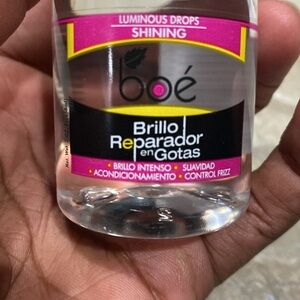 LUMINOUS DROPS
SHINING
boé
Brillo
Reparador
en Gotas
• BRILLO INTENSO • SUAVIDAD
• ACONDICIONAMIENTO • CONTROL FRIZZ